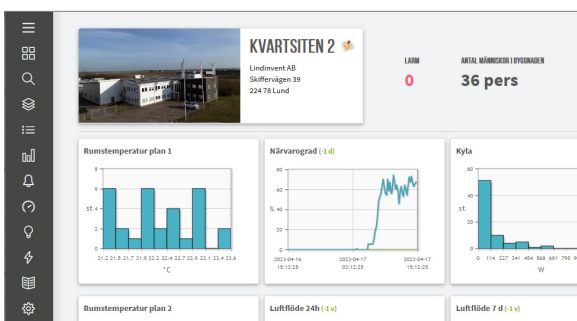 KVARTSITEN 2
Lindinvent AB
Skiffervägen 39
224 78 Lund
LARM
0
ANTAL MÄNNISKOR I BYGGNADEN
36 pers
Rumstemperatur plan 1
8
6
st 4
2
0
21.2 21.5 21.7 21.9 22.2 22.4 22.7 22.9 23.1 23.4 23.6
°C
Närvarograd (-1 d)
80
60
% 40
20
0
2023-04-16 2023-04-17 2023-04-17
15:12:25 03:12:25 15:12:25
Kyla
60
40
st
20
0
0 114 227 341 454 568 681 795
W
Rumstemperatur plan 2
Luftflöde 24h (-1 v)
Luftflöde 7 d (-1 v)